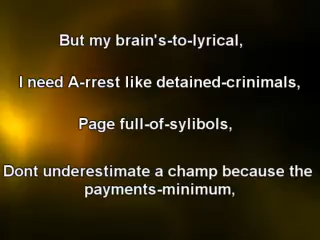 But my brain's-to-lyrical,
I need A-rrest like detained-crinimals,
Page full-of-sylibols,
Dont underestimate a champ because the
payments-minimum,